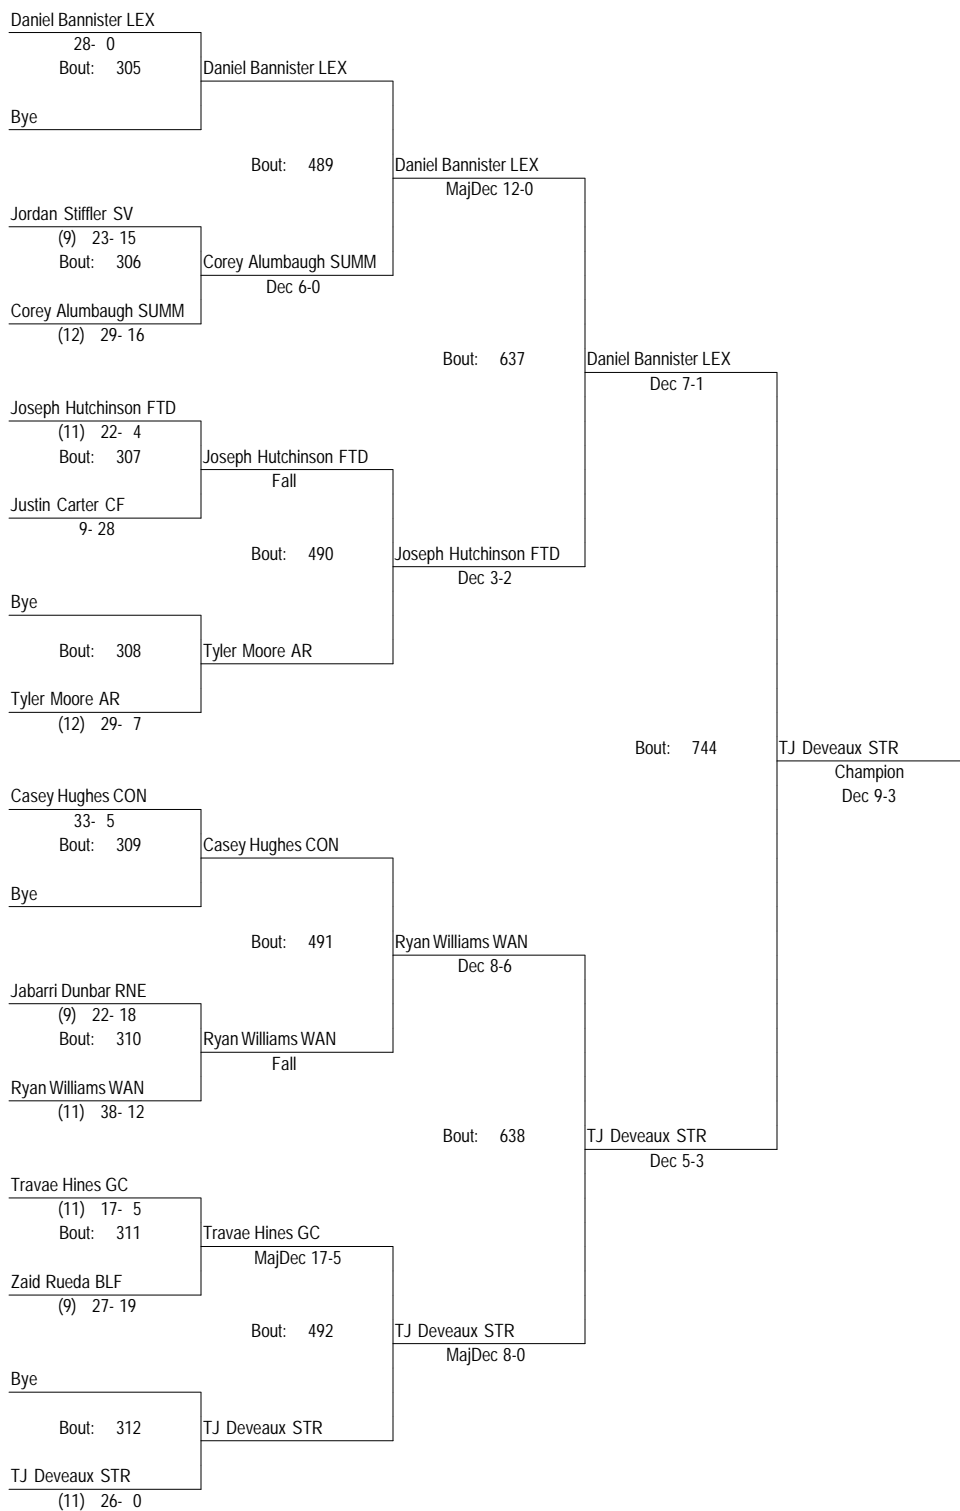 Daniel Bannister LEX
28- 0
Bout: 305
Daniel Bannister LEX
Bye
Bout: 489
Daniel Bannister LEX
MajDec 12-0
Jordan Stiffler SV
(9) 23- 15
Bout: 306
Corey Alumbaugh SUMM
Dec 6-0
Corey Alumbaugh SUMM
(12) 29- 16
Bout: 637
Daniel Bannister LEX
Dec 7-1
Joseph Hutchinson FTD
(11) 22- 4
Bout: 307
Joseph Hutchinson FTD
Fall
Justin Carter CF
9- 28
Bout: 490
Joseph Hutchinson FTD
Dec 3-2
Bye
Bout: 308
Tyler Moore AR
Tyler Moore AR
(12) 29- 7
Bout: 744
TJ Deveaux STR
Champion
Dec 9-3
Casey Hughes CON
33- 5
Bout: 309
Casey Hughes CON
Bye
Bout: 491
Ryan Williams WAN
Dec 8-6
Jabarri Dunbar RNE
(9) 22- 18
Bout: 310
Ryan Williams WAN
Fall
Ryan Williams WAN
(11) 38- 12
Bout: 638
TJ Deveaux STR
Dec 5-3
Travae Hines GC
(11) 17- 5
Bout: 311
Travae Hines GC
MajDec 17-5
Zaid Rueda BLF
(9) 27- 19
Bout: 492
TJ Deveaux STR
MajDec 8-0
Bye
Bout: 312
TJ Deveaux STR
TJ Deveaux STR
(11) 26- 0